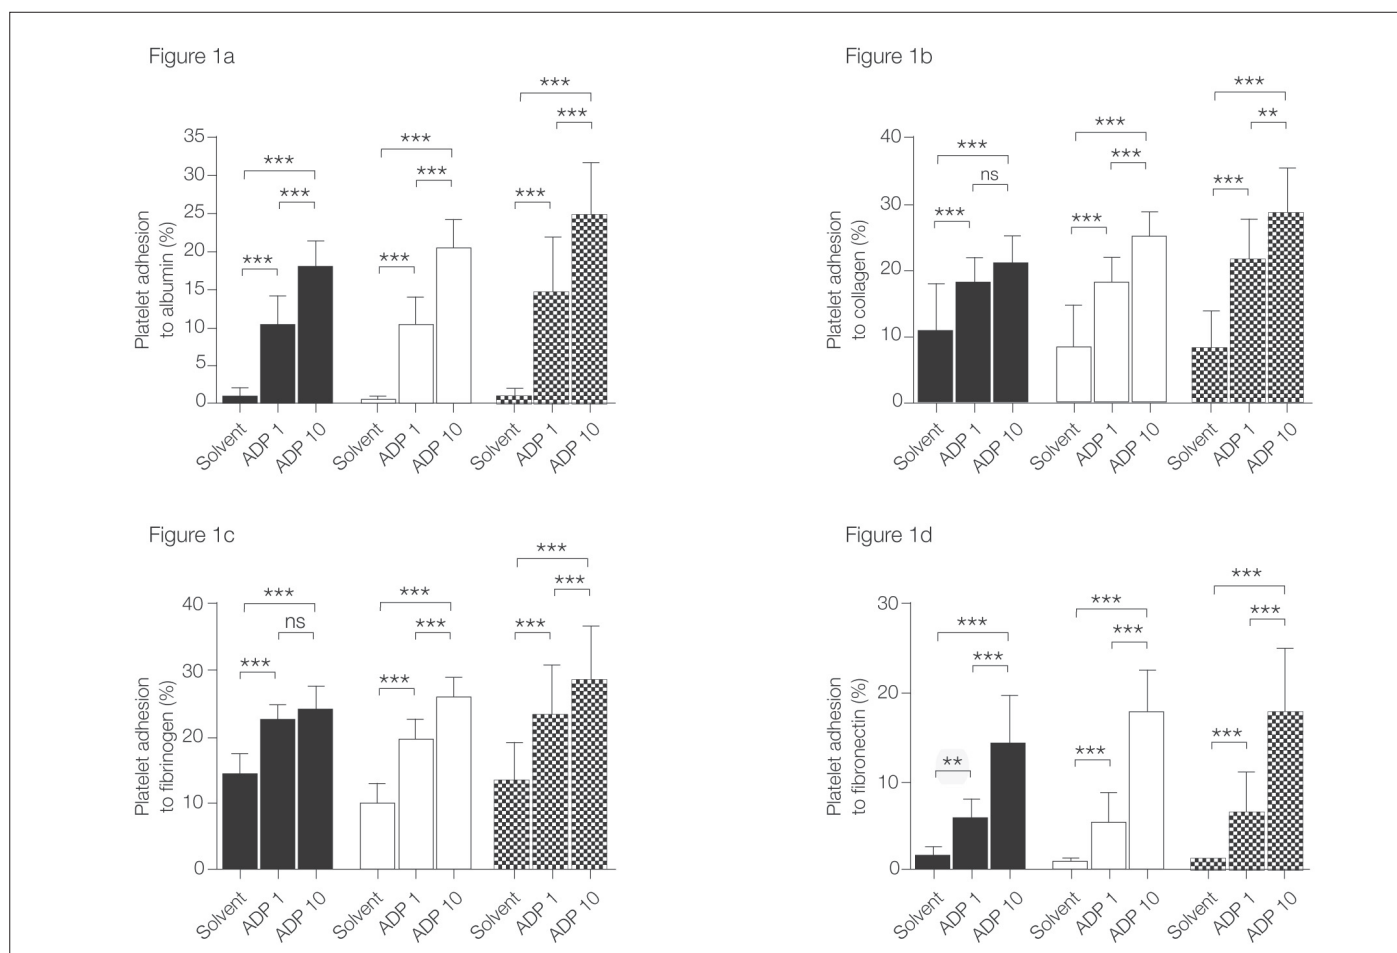 Figure 1a
***
***
***
***
***
***
***
***
***
35
30
25
20
15
10
5
0
Platelet adhesion
to albumin (%)
Solvent
ADP 1
ADP 10
Solvent
ADP 1
ADP 10
Solvent
ADP 1
ADP 10
Figure 1b
***
**
***
***
***
ns
***
***
***
40
30
20
10
0
Platelet adhesion
to collagen (%)
Solvent
ADP 1
ADP 10
Solvent
ADP 1
ADP 10
Solvent
ADP 1
ADP 10
Figure 1c
***
***
***
***
ns
***
***
***
***
40
30
20
10
0
Platelet adhesion
to fibrinogen (%)
Solvent
ADP 1
ADP 10
Solvent
ADP 1
ADP 10
Solvent
ADP 1
ADP 10
Figure 1d
***
***
***
***
***
***
***
**
***
30
20
10
0
Platelet adhesion
to fibronectin (%)
Solvent
ADP 1
ADP 10
Solvent
ADP 1
ADP 10
Solvent
ADP 1
ADP 10